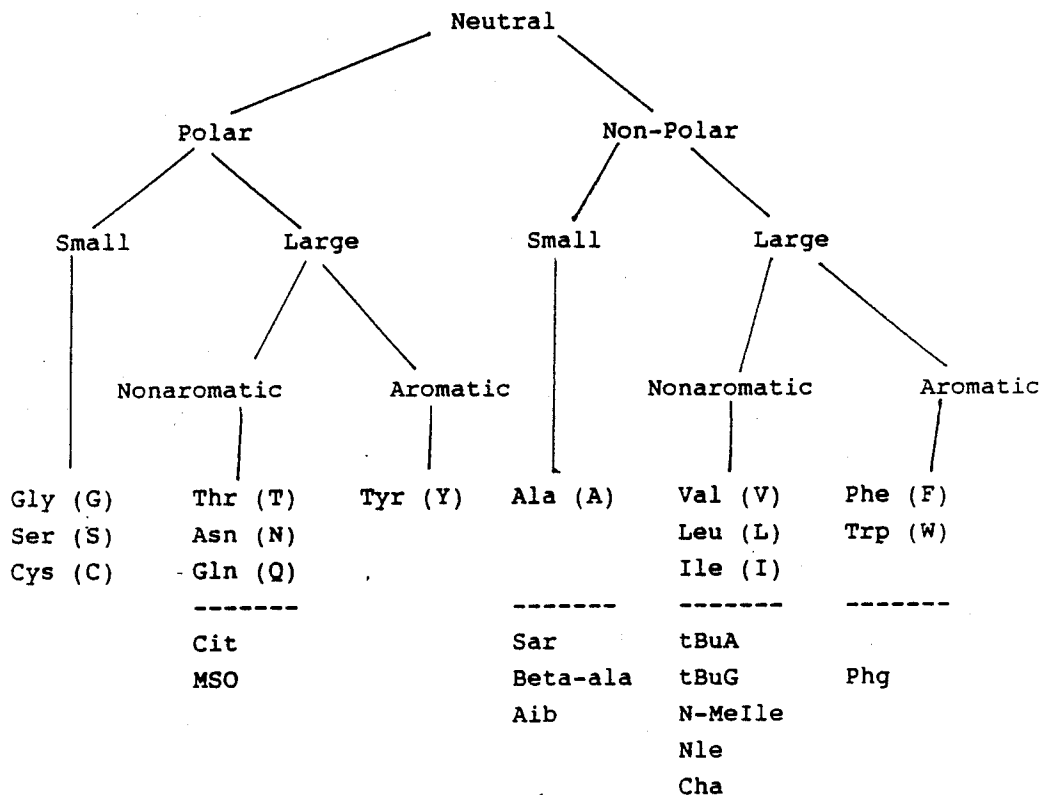 Neutral
Polar Non-Polar
Small Large Small Large
Nonaromatic Aromatic Nonaromatic Aromatic
Gly (G) Thr (T) Tyr (Y) Ala (A) Val (V) Phe (F)
Ser (S) Asn (N) Leu (L) Trp (W)
Cys (C) Gln (Q) Ile (I)
------- ------- ------- -------
Cit Sar tBuA
MSO Beta-ala tBuG Phg
Aib N-MeIle
Nle
Cha